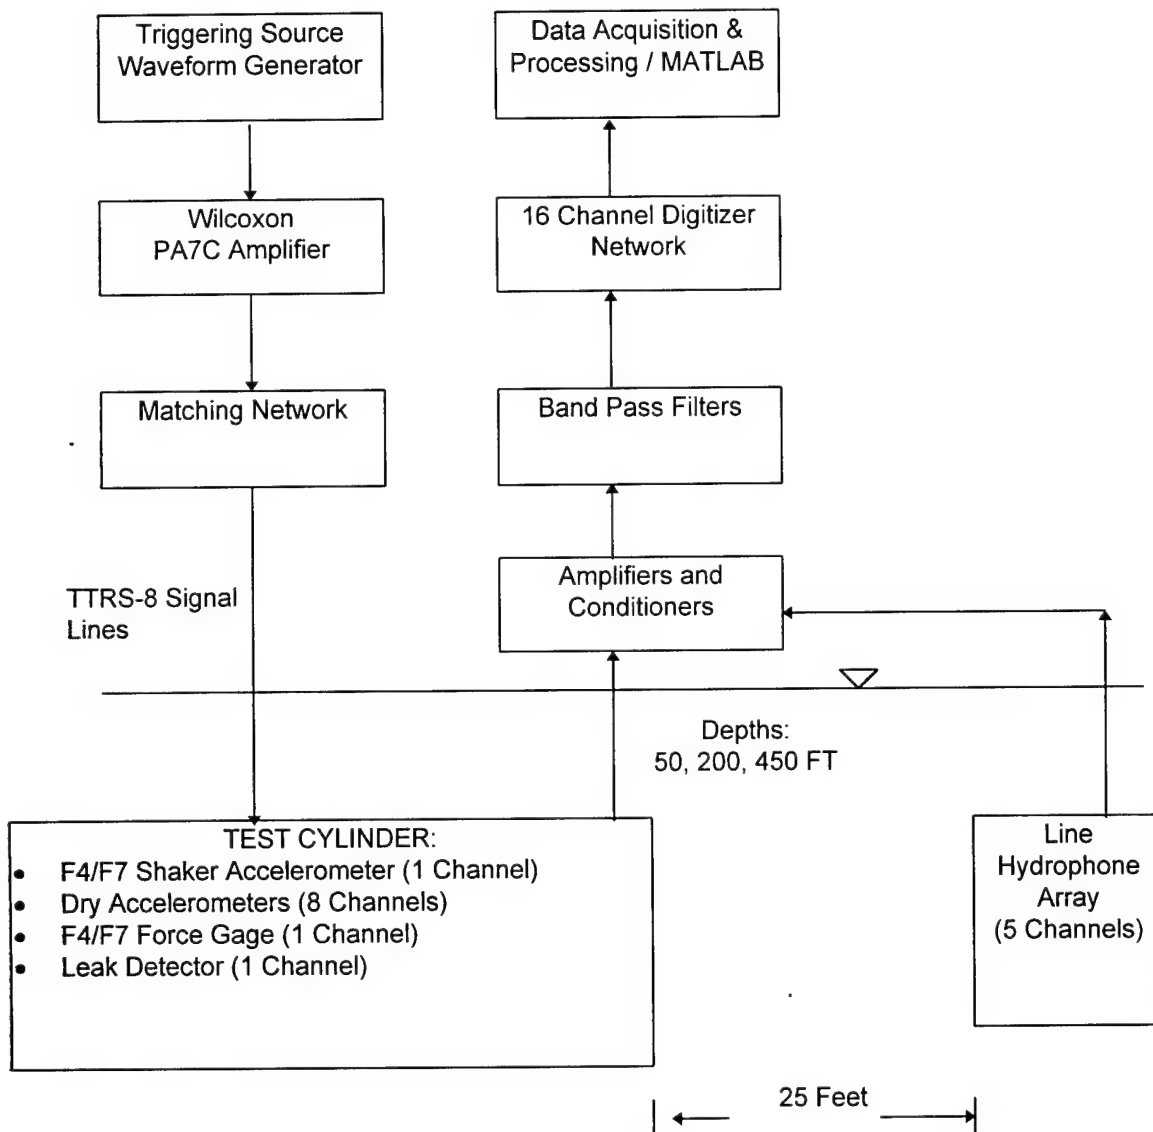 Triggering Source
Waveform Generator
Data Acquisition &
Processing / MATLAB
Wilcoxon
PA7C Amplifier
16 Channel Digitizer
Network
Matching Network
Band Pass Filters
TTRS-8 Signal
Lines
Amplifiers and
Conditioners
Depths:
50, 200, 450 FT
TEST CYLINDER:
• F4/F7 Shaker Accelerometer (1 Channel)
• Dry Accelerometers (8 Channels)
• F4/F7 Force Gage (1 Channel)
• Leak Detector (1 Channel)
Line
Hydrophone
Array
(5 Channels)
25 Feet